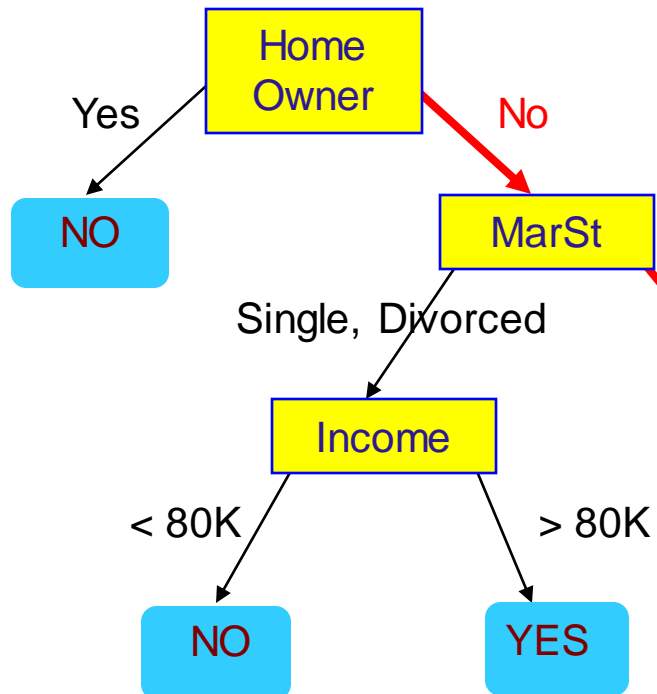 Home
Owner
Yes
No
NO
MarSt
Single, Divorced
Income
< 80K
> 80K
NO
YES